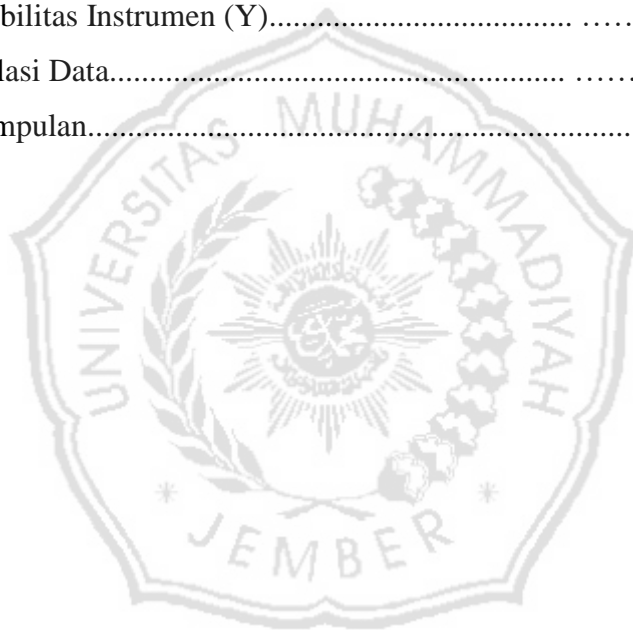 bilitas Instrumen (Y)....................................... ……
lasi Data....................................................... ……
mpulan..................................................................
UNIVERSITAS MUHAMMADIYAH
JEMBER